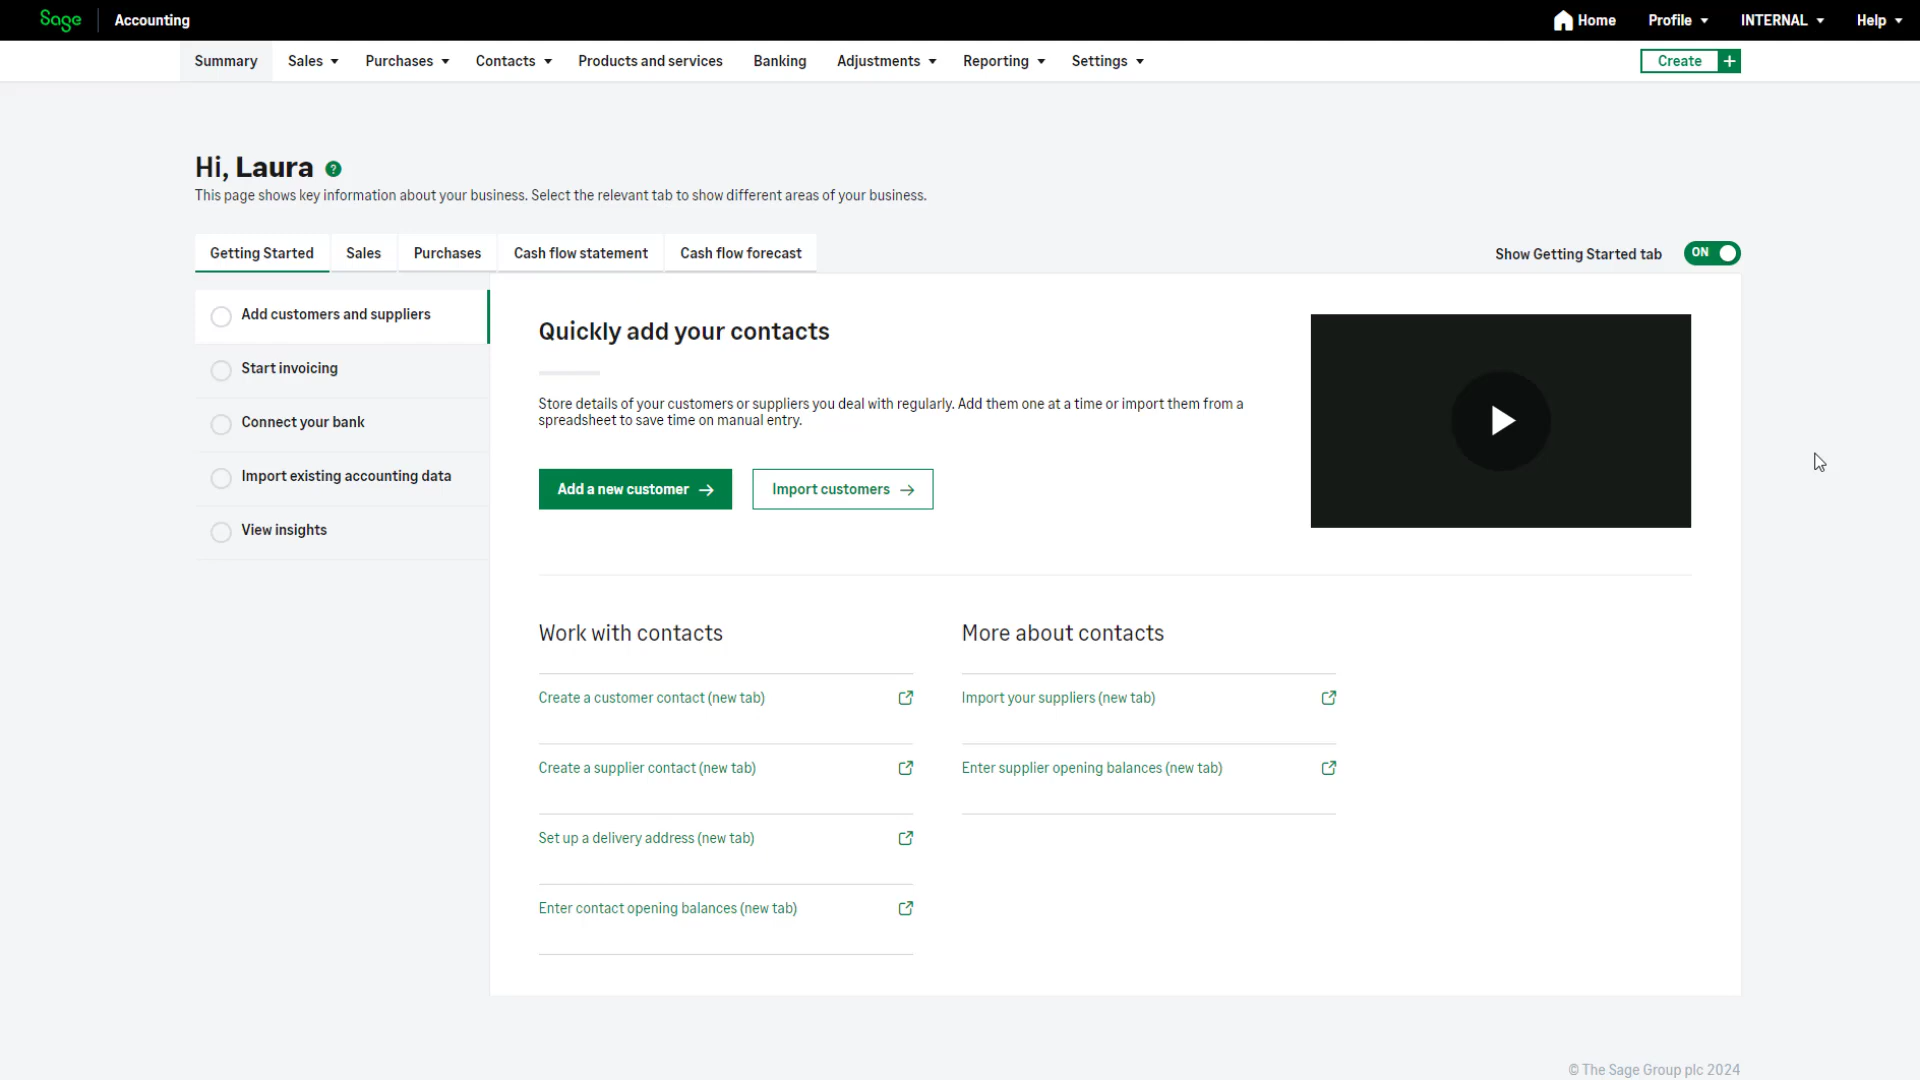 Sage Accounting Home Profile INTERNAL Help
Summary Sales Purchases Contacts Products and services Banking Adjustments Reporting Settings Create +
Hi, Laura ?
This page shows key information about your business. Select the relevant tab to show different areas of your business.
Getting Started Sales Purchases Cash flow statement Cash flow forecast Show Getting Started tab ON
Add customers and suppliers
Start invoicing
Connect your bank
Import existing accounting data
View insights
Quickly add your contacts
Store details of your customers or suppliers you deal with regularly. Add them one at a time or import them from a
spreadsheet to save time on manual entry.
Add a new customer → Import customers →
Work with contacts
Create a customer contact (new tab)
Create a supplier contact (new tab)
Set up a delivery address (new tab)
Enter contact opening balances (new tab)
More about contacts
Import your suppliers (new tab)
Enter supplier opening balances (new tab)
© The Sage Group plc 2024